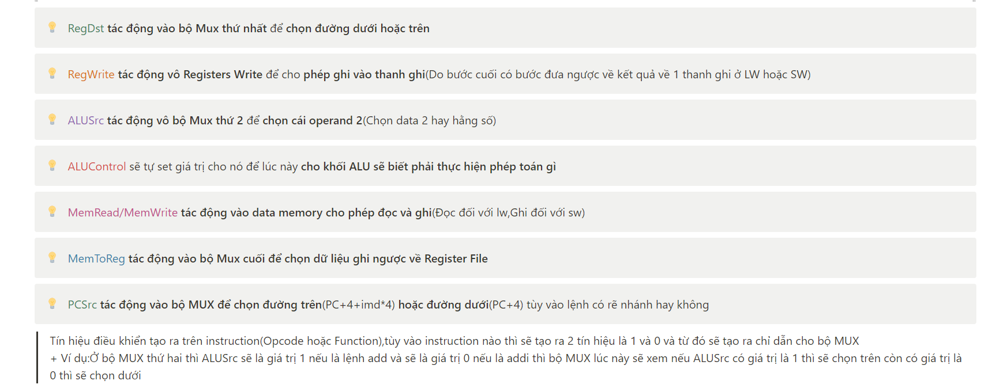 RegDst tác động vào bộ Mux thứ nhất để chọn đường dưới hoặc trên
RegWrite tác động vô Registers Write để cho phép ghi vào thanh ghi(Do bước cuối có bước đưa ngược về kết quả về 1 thanh ghi ở LW hoặc SW)
ALUSrc tác động vô bộ Mux thứ 2 để chọn cái operand 2(Chọn data 2 hay hằng số)
ALUControl sẽ tự set giá trị cho nó để lúc này cho khối ALU sẽ biết phải thực hiện phép toán gì
MemRead/MemWrite tác động vào data memory cho phép đọc và ghi(Đọc đối với lw,Ghi đối với sw)
MemToReg tác động vào bộ Mux cuối để chọn dữ liệu ghi ngược về Register File
PCSrc tác động vào bộ MUX để chọn đường trên(PC+4+imd*4) hoặc đường dưới(PC+4) tùy vào lệnh có rẽ nhánh hay không
Tín hiệu điều khiển tạo ra trên instruction(Opcode hoặc Function),tùy vào instruction nào thì sẽ tạo ra 2 tín hiệu là 1 và 0 và từ đó sẽ tạo ra chỉ dẫn cho bộ MUX
+ Ví dụ:Ở bộ MUX thứ hai thì ALUSrc sẽ là giá trị 1 nếu là lệnh add và sẽ là giá trị 0 nếu là addi thì bộ MUX lúc này sẽ xem nếu ALUSrc có giá trị là 1 thì sẽ chọn trên còn có giá trị là
0 thì sẽ chọn dưới